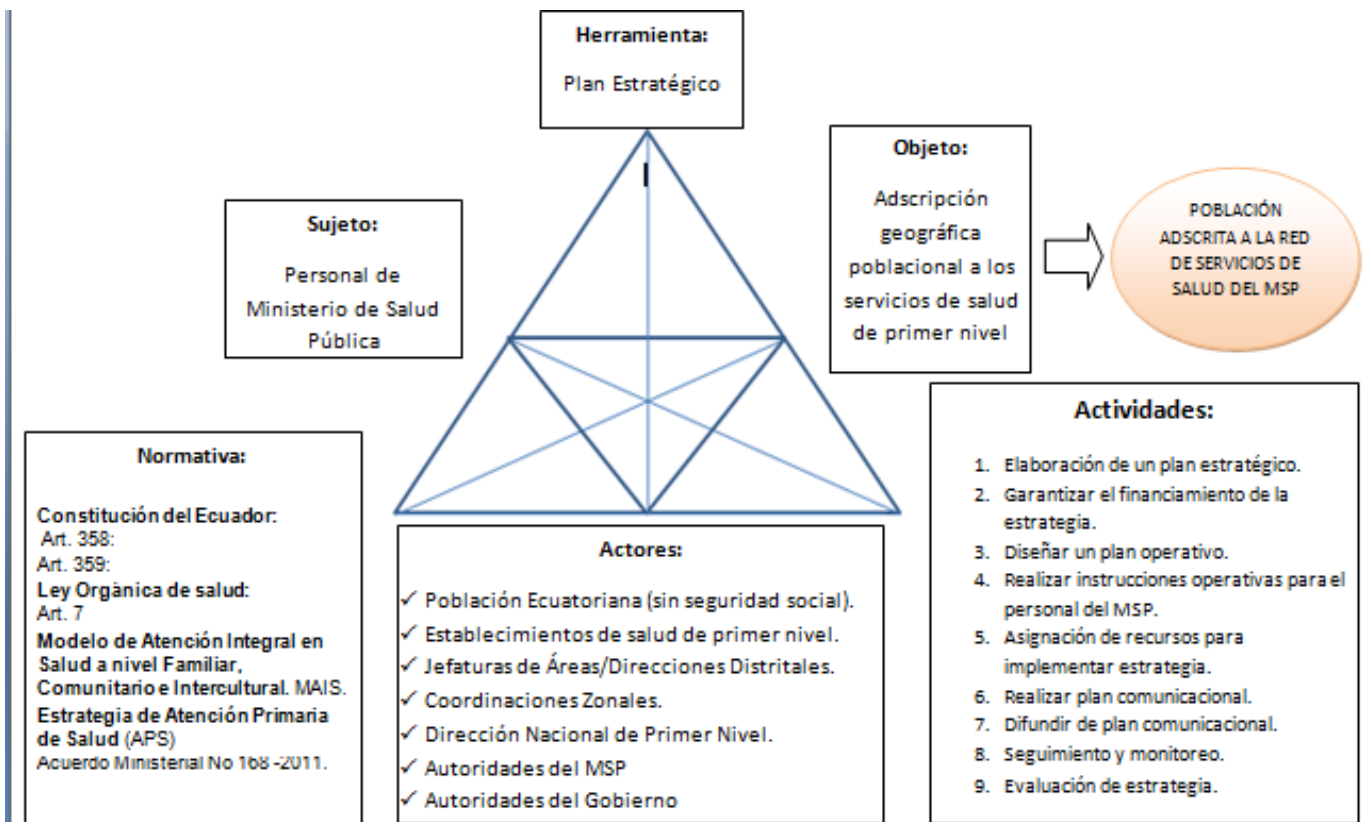 Herramienta:
Plan Estratégico
Sujeto:
Personal de
Ministerio de Salud
Pública
Objeto:
Adscripción
geográfica
poblacional a los
servicios de salud
de primer nivel
POBLACIÓN
ADSCRITA A LA RED
DE SERVICIOS DE
SALUD DEL MSP
Normativa:
Constitución del Ecuador:
Art. 358:
Art. 359:
Ley Orgánica de salud:
Art. 7
Modelo de Atención Integral en
Salud a nivel Familiar,
Comunitario e Intercultural. MAIS.
Estrategia de Atención Primaria
de Salud (APS)
Acuerdo Ministerial No 168 -2011.
Actores:
✓ Población Ecuatoriana (sin seguridad social).
✓ Establecimientos de salud de primer nivel.
✓ Jefaturas de Áreas/Direcciones Distritales.
✓ Coordinaciones Zonales.
✓ Dirección Nacional de Primer Nivel.
✓ Autoridades del MSP
✓ Autoridades del Gobierno
Actividades:
1. Elaboración de un plan estratégico.
2. Garantizar el financiamiento de la
estrategia.
3. Diseñar un plan operativo.
4. Realizar instrucciones operativas para el
personal del MSP.
5. Asignación de recursos para
implementar estrategia.
6. Realizar plan comunicacional.
7. Difundir de plan comunicacional.
8. Seguimiento y monitoreo.
9. Evaluación de estrategia.